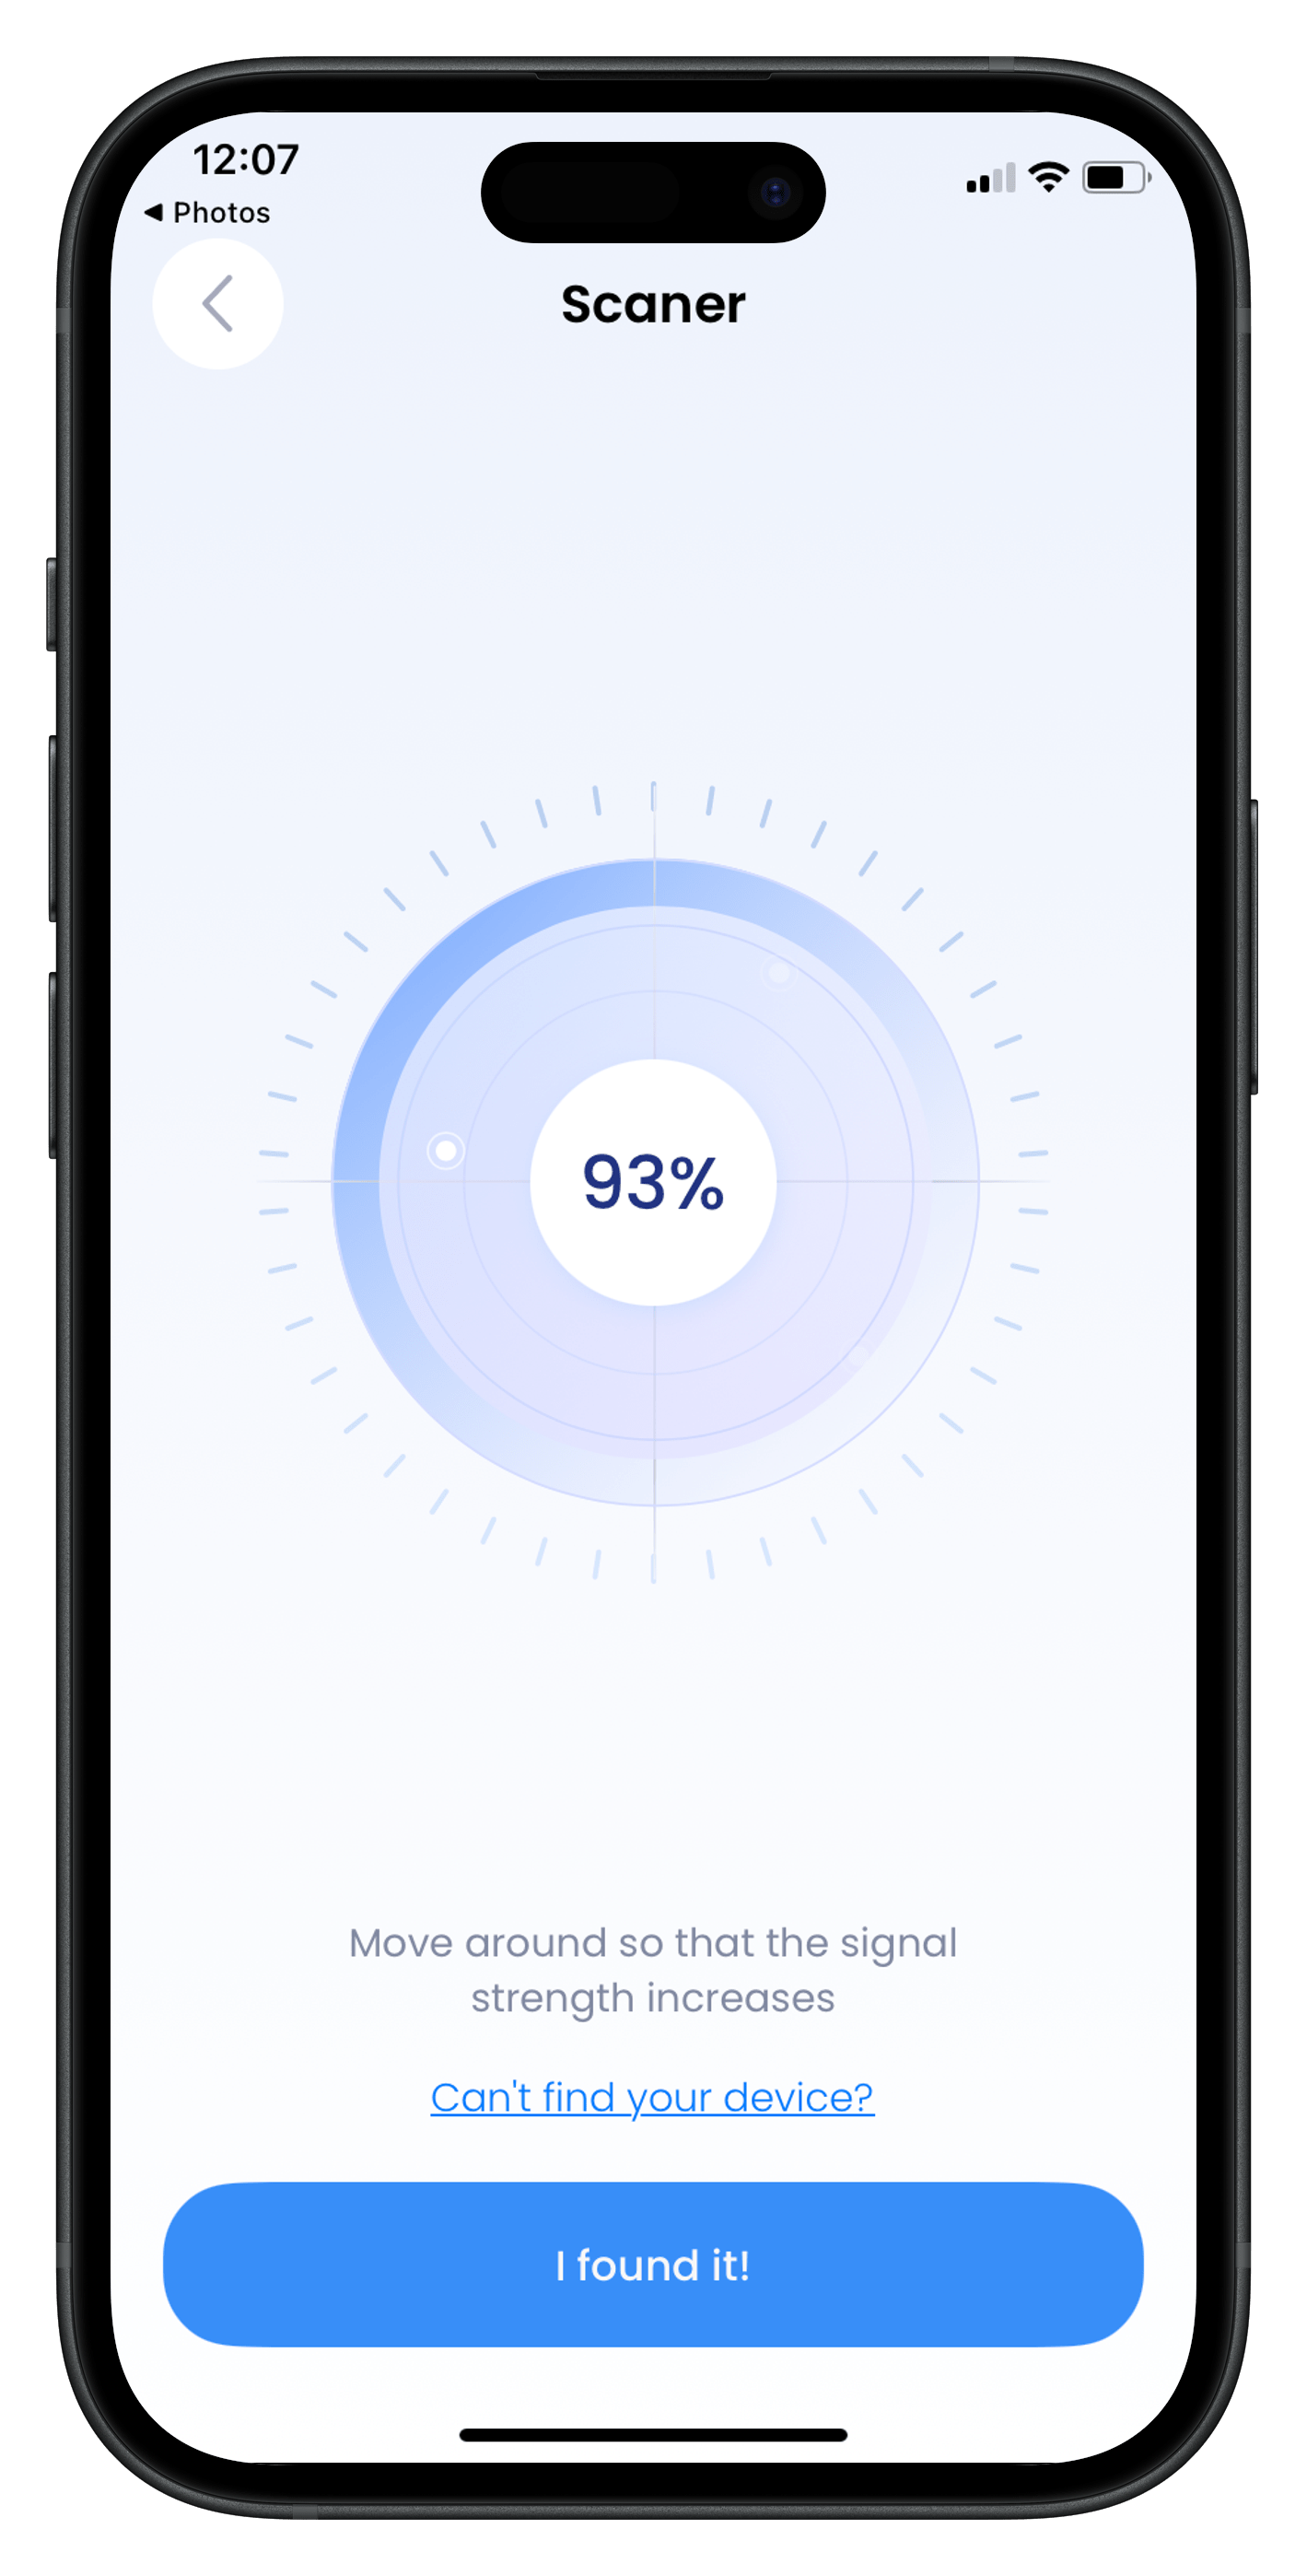 12:07
◀ Photos
Scaner
93%
Move around so that the signal
strength increases
Can't find your device?
I found it!